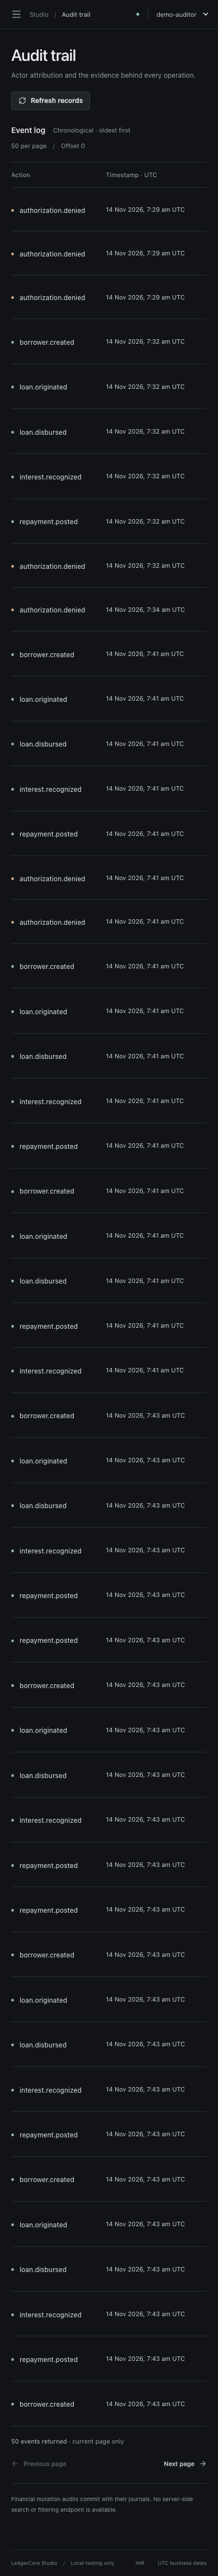 Studio / Audit trail
demo-auditor
Audit trail
Actor attribution and the evidence behind every operation.
Refresh records
Event log Chronological · oldest first
50 per page / Offset 0
Action Timestamp · UTC
authorization.denied 14 Nov 2026, 7:29 am UTC
authorization.denied 14 Nov 2026, 7:29 am UTC
authorization.denied 14 Nov 2026, 7:29 am UTC
borrower.created 14 Nov 2026, 7:32 am UTC
loan.originated 14 Nov 2026, 7:32 am UTC
loan.disbursed 14 Nov 2026, 7:32 am UTC
interest.recognized 14 Nov 2026, 7:32 am UTC
repayment.posted 14 Nov 2026, 7:32 am UTC
authorization.denied 14 Nov 2026, 7:32 am UTC
authorization.denied 14 Nov 2026, 7:34 am UTC
borrower.created 14 Nov 2026, 7:41 am UTC
loan.originated 14 Nov 2026, 7:41 am UTC
loan.disbursed 14 Nov 2026, 7:41 am UTC
interest.recognized 14 Nov 2026, 7:41 am UTC
repayment.posted 14 Nov 2026, 7:41 am UTC
authorization.denied 14 Nov 2026, 7:41 am UTC
authorization.denied 14 Nov 2026, 7:41 am UTC
borrower.created 14 Nov 2026, 7:41 am UTC
loan.originated 14 Nov 2026, 7:41 am UTC
loan.disbursed 14 Nov 2026, 7:41 am UTC
interest.recognized 14 Nov 2026, 7:41 am UTC
repayment.posted 14 Nov 2026, 7:41 am UTC
borrower.created 14 Nov 2026, 7:41 am UTC
loan.originated 14 Nov 2026, 7:41 am UTC
loan.disbursed 14 Nov 2026, 7:41 am UTC
repayment.posted 14 Nov 2026, 7:41 am UTC
interest.recognized 14 Nov 2026, 7:41 am UTC
borrower.created 14 Nov 2026, 7:43 am UTC
loan.originated 14 Nov 2026, 7:43 am UTC
loan.disbursed 14 Nov 2026, 7:43 am UTC
interest.recognized 14 Nov 2026, 7:43 am UTC
repayment.posted 14 Nov 2026, 7:43 am UTC
repayment.posted 14 Nov 2026, 7:43 am UTC
borrower.created 14 Nov 2026, 7:43 am UTC
loan.originated 14 Nov 2026, 7:43 am UTC
loan.disbursed 14 Nov 2026, 7:43 am UTC
interest.recognized 14 Nov 2026, 7:43 am UTC
repayment.posted 14 Nov 2026, 7:43 am UTC
repayment.posted 14 Nov 2026, 7:43 am UTC
borrower.created 14 Nov 2026, 7:43 am UTC
loan.originated 14 Nov 2026, 7:43 am UTC
loan.disbursed 14 Nov 2026, 7:43 am UTC
interest.recognized 14 Nov 2026, 7:43 am UTC
repayment.posted 14 Nov 2026, 7:43 am UTC
borrower.created 14 Nov 2026, 7:43 am UTC
loan.originated 14 Nov 2026, 7:43 am UTC
loan.disbursed 14 Nov 2026, 7:43 am UTC
interest.recognized 14 Nov 2026, 7:43 am UTC
repayment.posted 14 Nov 2026, 7:43 am UTC
borrower.created 14 Nov 2026, 7:43 am UTC
50 events returned · current page only
← Previous page Next page →
Financial mutation audits commit with their journals. No server-side
search or filtering endpoint is available.
LedgerCore Studio / Local testing only INR UTC business dates